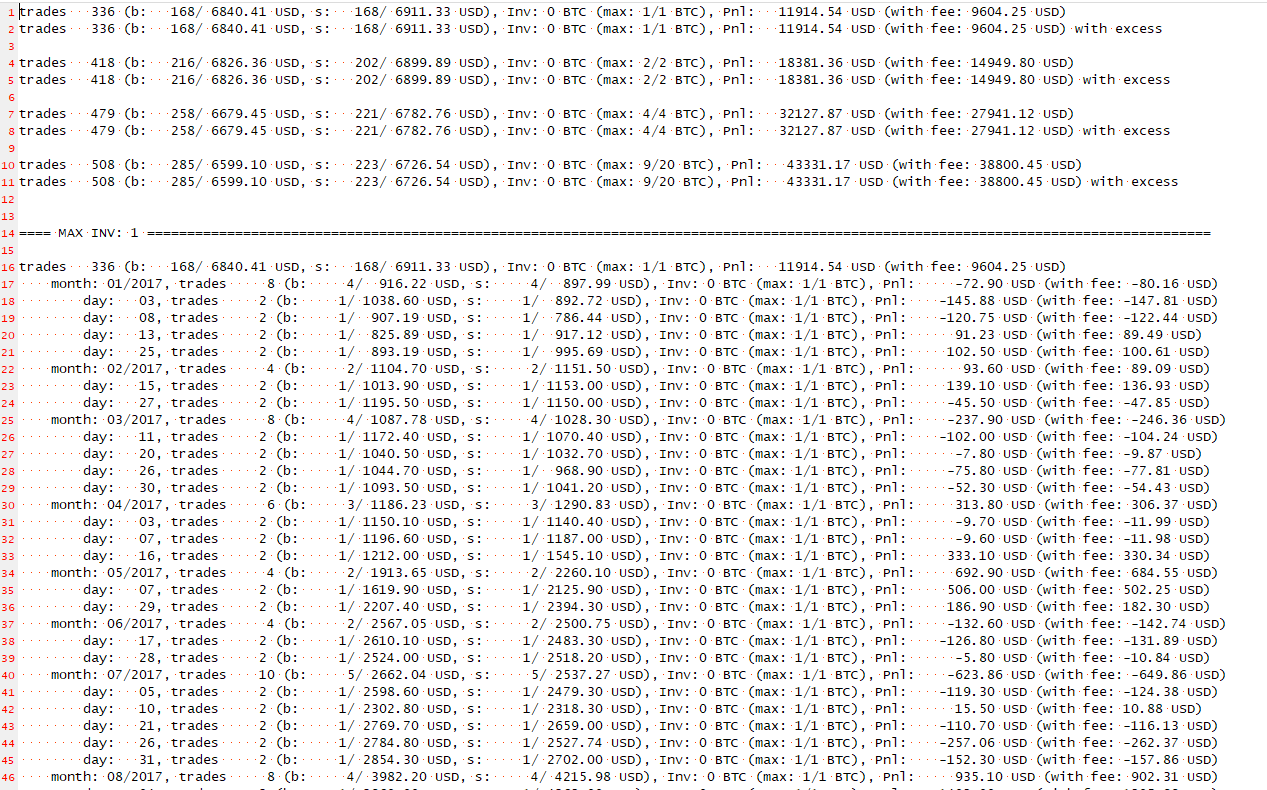 1 trades 336 (b: 168/ 6840.41 USD, s: 168/ 6911.33 USD), Inv: 0 BTC (max: 1/1 BTC), Pnl: 11914.54 USD (with fee: 9604.25 USD)
2 trades 336 (b: 168/ 6840.41 USD, s: 168/ 6911.33 USD), Inv: 0 BTC (max: 1/1 BTC), Pnl: 11914.54 USD (with fee: 9604.25 USD) with excess
3
4 trades 418 (b: 216/ 6826.36 USD, s: 202/ 6899.89 USD), Inv: 0 BTC (max: 2/2 BTC), Pnl: 18381.36 USD (with fee: 14949.80 USD)
5 trades 418 (b: 216/ 6826.36 USD, s: 202/ 6899.89 USD), Inv: 0 BTC (max: 2/2 BTC), Pnl: 18381.36 USD (with fee: 14949.80 USD) with excess
6
7 trades 479 (b: 258/ 6679.45 USD, s: 221/ 6782.76 USD), Inv: 0 BTC (max: 4/4 BTC), Pnl: 32127.87 USD (with fee: 27941.12 USD)
8 trades 479 (b: 258/ 6679.45 USD, s: 221/ 6782.76 USD), Inv: 0 BTC (max: 4/4 BTC), Pnl: 32127.87 USD (with fee: 27941.12 USD) with excess
9
10 trades 508 (b: 285/ 6599.10 USD, s: 223/ 6726.54 USD), Inv: 0 BTC (max: 9/20 BTC), Pnl: 43331.17 USD (with fee: 38800.45 USD)
11 trades 508 (b: 285/ 6599.10 USD, s: 223/ 6726.54 USD), Inv: 0 BTC (max: 9/20 BTC), Pnl: 43331.17 USD (with fee: 38800.45 USD) with excess
12
13
14 ==== MAX INV: 1 =====================================================================================================================================
15
16 trades 336 (b: 168/ 6840.41 USD, s: 168/ 6911.33 USD), Inv: 0 BTC (max: 1/1 BTC), Pnl: 11914.54 USD (with fee: 9604.25 USD)
17 month: 01/2017, trades 8 (b: 4/ 916.22 USD, s: 4/ 897.99 USD), Inv: 0 BTC (max: 1/1 BTC), Pnl: -72.90 USD (with fee: -80.16 USD)
18 day: 03, trades 2 (b: 1/ 1038.60 USD, s: 1/ 892.72 USD), Inv: 0 BTC (max: 1/1 BTC), Pnl: -145.88 USD (with fee: -147.81 USD)
19 day: 08, trades 2 (b: 1/ 907.19 USD, s: 1/ 786.44 USD), Inv: 0 BTC (max: 1/1 BTC), Pnl: -120.75 USD (with fee: -122.44 USD)
20 day: 13, trades 2 (b: 1/ 825.89 USD, s: 1/ 917.12 USD), Inv: 0 BTC (max: 1/1 BTC), Pnl: 91.23 USD (with fee: 89.49 USD)
21 day: 25, trades 2 (b: 1/ 893.19 USD, s: 1/ 995.69 USD), Inv: 0 BTC (max: 1/1 BTC), Pnl: 102.50 USD (with fee: 100.61 USD)
22 month: 02/2017, trades 4 (b: 2/ 1104.70 USD, s: 2/ 1151.50 USD), Inv: 0 BTC (max: 1/1 BTC), Pnl: 93.60 USD (with fee: 89.09 USD)
23 day: 15, trades 2 (b: 1/ 1013.90 USD, s: 1/ 1153.00 USD), Inv: 0 BTC (max: 1/1 BTC), Pnl: 139.10 USD (with fee: 136.93 USD)
24 day: 27, trades 2 (b: 1/ 1195.50 USD, s: 1/ 1150.00 USD), Inv: 0 BTC (max: 1/1 BTC), Pnl: -45.50 USD (with fee: -47.85 USD)
25 month: 03/2017, trades 8 (b: 4/ 1087.78 USD, s: 4/ 1028.30 USD), Inv: 0 BTC (max: 1/1 BTC), Pnl: -237.90 USD (with fee: -246.36 USD)
26 day: 11, trades 2 (b: 1/ 1172.40 USD, s: 1/ 1070.40 USD), Inv: 0 BTC (max: 1/1 BTC), Pnl: -102.00 USD (with fee: -104.24 USD)
27 day: 20, trades 2 (b: 1/ 1040.50 USD, s: 1/ 1032.70 USD), Inv: 0 BTC (max: 1/1 BTC), Pnl: -7.80 USD (with fee: -9.87 USD)
28 day: 26, trades 2 (b: 1/ 1044.70 USD, s: 1/ 968.90 USD), Inv: 0 BTC (max: 1/1 BTC), Pnl: -75.80 USD (with fee: -77.81 USD)
29 day: 30, trades 2 (b: 1/ 1093.50 USD, s: 1/ 1041.20 USD), Inv: 0 BTC (max: 1/1 BTC), Pnl: -52.30 USD (with fee: -54.43 USD)
30 month: 04/2017, trades 6 (b: 3/ 1186.23 USD, s: 3/ 1290.83 USD), Inv: 0 BTC (max: 1/1 BTC), Pnl: 313.80 USD (with fee: 306.37 USD)
31 day: 03, trades 2 (b: 1/ 1150.10 USD, s: 1/ 1140.40 USD), Inv: 0 BTC (max: 1/1 BTC), Pnl: -9.70 USD (with fee: -11.99 USD)
32 day: 07, trades 2 (b: 1/ 1196.60 USD, s: 1/ 1187.00 USD), Inv: 0 BTC (max: 1/1 BTC), Pnl: -9.60 USD (with fee: -11.98 USD)
33 day: 16, trades 2 (b: 1/ 1212.00 USD, s: 1/ 1545.10 USD), Inv: 0 BTC (max: 1/1 BTC), Pnl: 333.10 USD (with fee: 330.34 USD)
34 month: 05/2017, trades 4 (b: 2/ 1913.65 USD, s: 2/ 2260.10 USD), Inv: 0 BTC (max: 1/1 BTC), Pnl: 692.90 USD (with fee: 684.55 USD)
35 day: 07, trades 2 (b: 1/ 1619.90 USD, s: 1/ 2125.90 USD), Inv: 0 BTC (max: 1/1 BTC), Pnl: 506.00 USD (with fee: 502.25 USD)
36 day: 29, trades 2 (b: 1/ 2207.40 USD, s: 1/ 2394.30 USD), Inv: 0 BTC (max: 1/1 BTC), Pnl: 186.90 USD (with fee: 182.30 USD)
37 month: 06/2017, trades 4 (b: 2/ 2567.05 USD, s: 2/ 2500.75 USD), Inv: 0 BTC (max: 1/1 BTC), Pnl: -132.60 USD (with fee: -142.74 USD)
38 day: 17, trades 2 (b: 1/ 2610.10 USD, s: 1/ 2483.30 USD), Inv: 0 BTC (max: 1/1 BTC), Pnl: -126.80 USD (with fee: -131.89 USD)
39 day: 28, trades 2 (b: 1/ 2524.00 USD, s: 1/ 2518.20 USD), Inv: 0 BTC (max: 1/1 BTC), Pnl: -5.80 USD (with fee: -10.84 USD)
40 month: 07/2017, trades 10 (b: 5/ 2662.04 USD, s: 5/ 2537.27 USD), Inv: 0 BTC (max: 1/1 BTC), Pnl: -623.86 USD (with fee: -649.86 USD)
41 day: 05, trades 2 (b: 1/ 2598.60 USD, s: 1/ 2479.30 USD), Inv: 0 BTC (max: 1/1 BTC), Pnl: -119.30 USD (with fee: -124.38 USD)
42 day: 10, trades 2 (b: 1/ 2302.80 USD, s: 1/ 2318.30 USD), Inv: 0 BTC (max: 1/1 BTC), Pnl: 15.50 USD (with fee: 10.88 USD)
43 day: 21, trades 2 (b: 1/ 2769.70 USD, s: 1/ 2659.00 USD), Inv: 0 BTC (max: 1/1 BTC), Pnl: -110.70 USD (with fee: -116.13 USD)
44 day: 26, trades 2 (b: 1/ 2784.80 USD, s: 1/ 2527.74 USD), Inv: 0 BTC (max: 1/1 BTC), Pnl: -257.06 USD (with fee: -262.37 USD)
45 day: 31, trades 2 (b: 1/ 2854.30 USD, s: 1/ 2702.00 USD), Inv: 0 BTC (max: 1/1 BTC), Pnl: -152.30 USD (with fee: -157.86 USD)
46 month: 08/2017, trades 8 (b: 4/ 3982.20 USD, s: 4/ 4215.98 USD), Inv: 0 BTC (max: 1/1 BTC), Pnl: 935.10 USD (with fee: 902.31 USD)